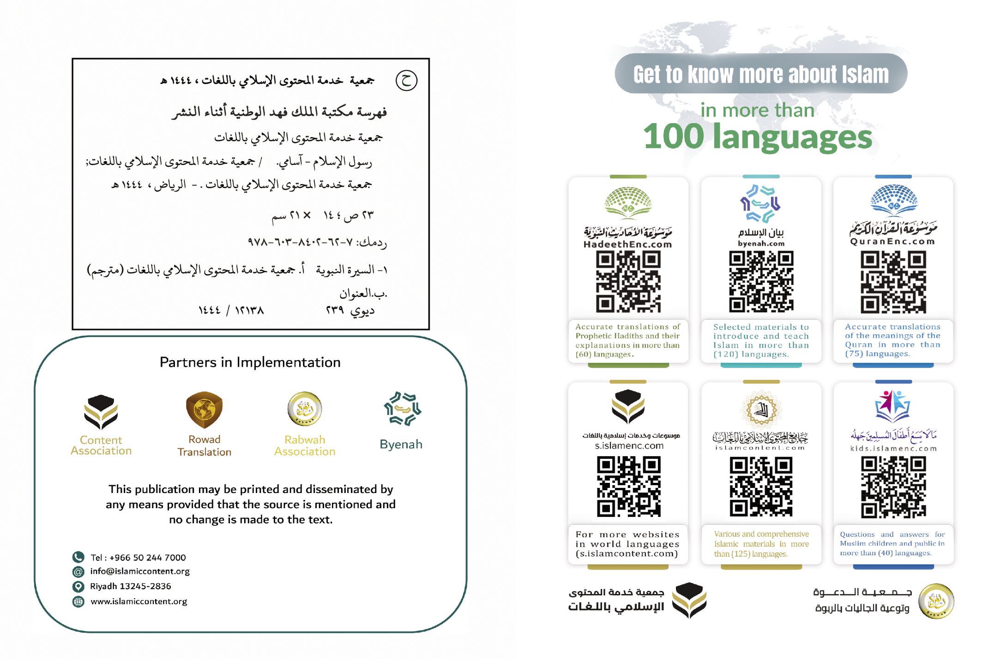 ح
جمعية خدمة المحتوى الإسلامي باللغات ، ١٤٤٤ هـ
فهرسة مكتبة الملك فهد الوطنية أثناء النشر
جمعية خدمة المحتوى الإسلامي باللغات
رسول الإسلام - آسامي. / جمعية خدمة المحتوى الإسلامي باللغات;
جمعية خدمة المحتوى الإسلامي باللغات . - الرياض ، ١٤٤٤ هـ
٢٣ ص ؛ ١٤ × ٢١ سم
ردمك: ٧-٦٢-٨٤٠٢-٦٠٣-٩٧٨
١- السيرة النبوية أ. جمعية خدمة المحتوى الإسلامي باللغات (مترجم)
.ب.العنوان
ديوي ٢٣٩ ١٢١٣٨ / ١٤٤٤
Partners in Implementation
Content
Association
Rowad
Translation
Rabwah
Rabwah
Association
Byenah
This publication may be printed and disseminated by
any means provided that the source is mentioned and
no change is made to the text.
Tel : +966 50 244 7000
info@islamiccontent.org
Riyadh 13245-2836
www.islamiccontent.org
Get to know more about Islam
in more than
100 languages
موسوعة الأحاديث النبوية
HadeethEnc.com
Accurate translations of
Prophetic Hadiths and their
explanations in more than
(60) languages.
بيان الإسلام
byenah.com
Selected materials to
introduce and teach
Islam in more than
(120) languages.
موسوعة القرآن الكريم
QuranEnc.com
Accurate translations
of the meanings of the
Quran in more than
(75) languages.
موسوعات وخدمات إسلامية باللغات
s.islamenc.com
For more websites
in world languages
(s.islamcontent.com)
جامع المحتوى الإسلامي باللغات
islamcontent.com
Various and comprehensive
Islamic materials in more
than (125) languages.
مَا لَا يَسَعُ أَطْفَالَ المُسلِمِينَ جَهلُه
kids.islamenc.com
Questions and answers for
Muslim children and public in
more than (40) languages.
جمعية خدمة المحتوى
الإسلامي باللغات
جـمـعـيـة الــدعــوة
وتوعية الجاليات بالربوة
Rabwah